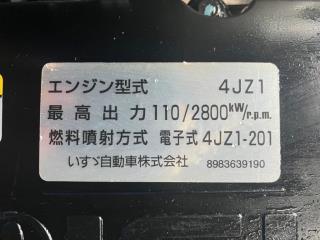 エンジン型式 4JZ1
最高出力 110/2800kW/r.p.m.
燃料噴射方式 電子式 4JZ1-201
いすゞ自動車株式会社 8983639190